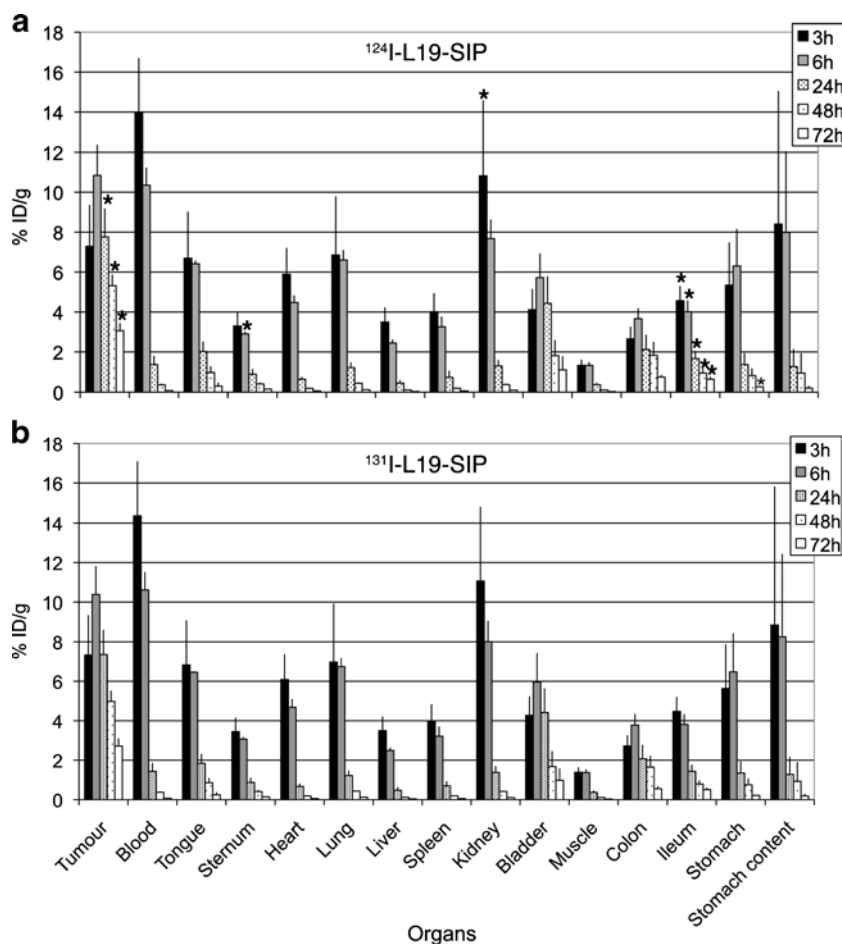 a
¹²⁴I-L19-SIP
% ID/g
18
16
14
12
10
8
6
4
2
0
3h
6h
24h
48h
72h
*
*
*
*
*
*
*
*
*
*
*
b
¹³¹I-L19-SIP
% ID/g
18
16
14
12
10
8
6
4
2
0
3h
6h
24h
48h
72h
Tumour
Blood
Tongue
Sternum
Heart
Lung
Liver
Spleen
Kidney
Bladder
Muscle
Colon
Ileum
Stomach
Stomach content
Organs